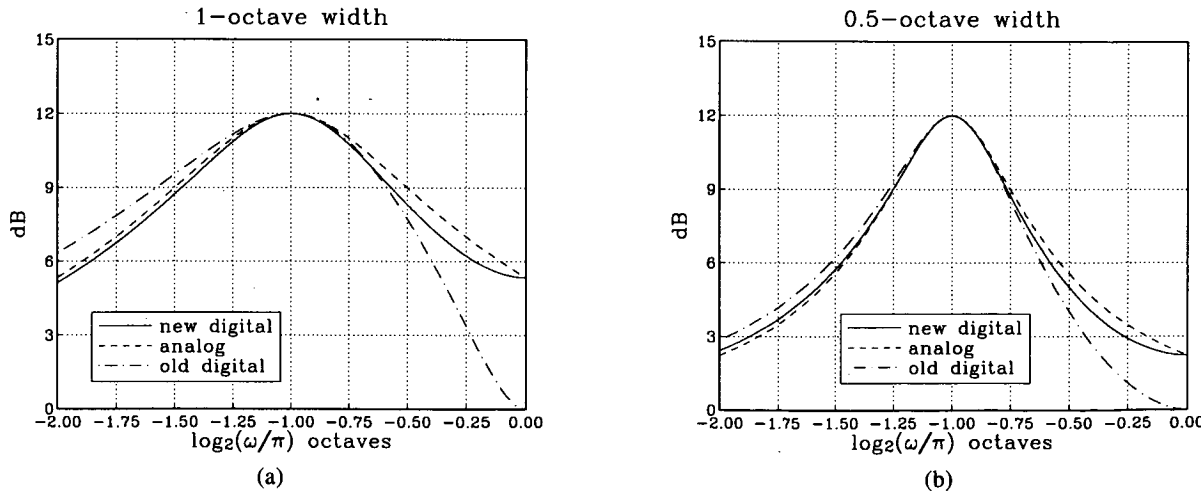 1-octave width
15
12
9
6
3
0
dB
new digital
analog
old digital
-2.00 -1.75 -1.50 -1.25 -1.00 -0.75 -0.50 -0.25 0.00
log₂(ω/π) octaves
(a)
0.5-octave width
15
12
9
6
3
0
dB
new digital
analog
old digital
-2.00 -1.75 -1.50 -1.25 -1.00 -0.75 -0.50 -0.25 0.00
log₂(ω/π) octaves
(b)